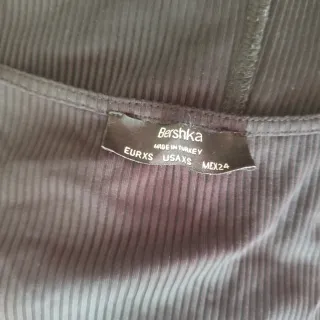 Bershka
MADE IN TURKEY
EUR XS USA XS MEX 24